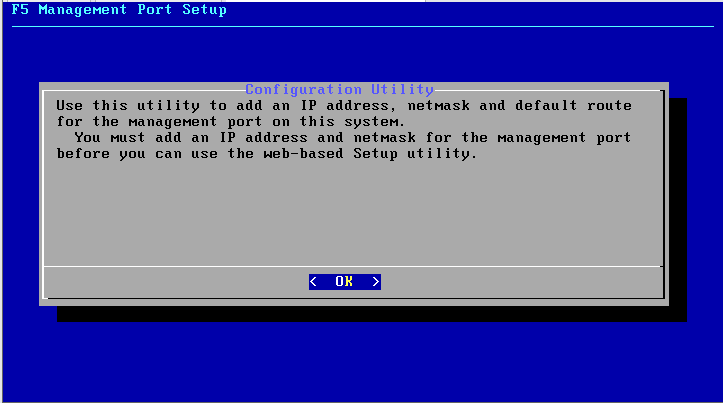 F5 Management Port Setup
Configuration Utility
Use this utility to add an IP address, netmask and default route
for the management port on this system.
You must add an IP address and netmask for the management port
before you can use the web-based Setup utility.
< OK >